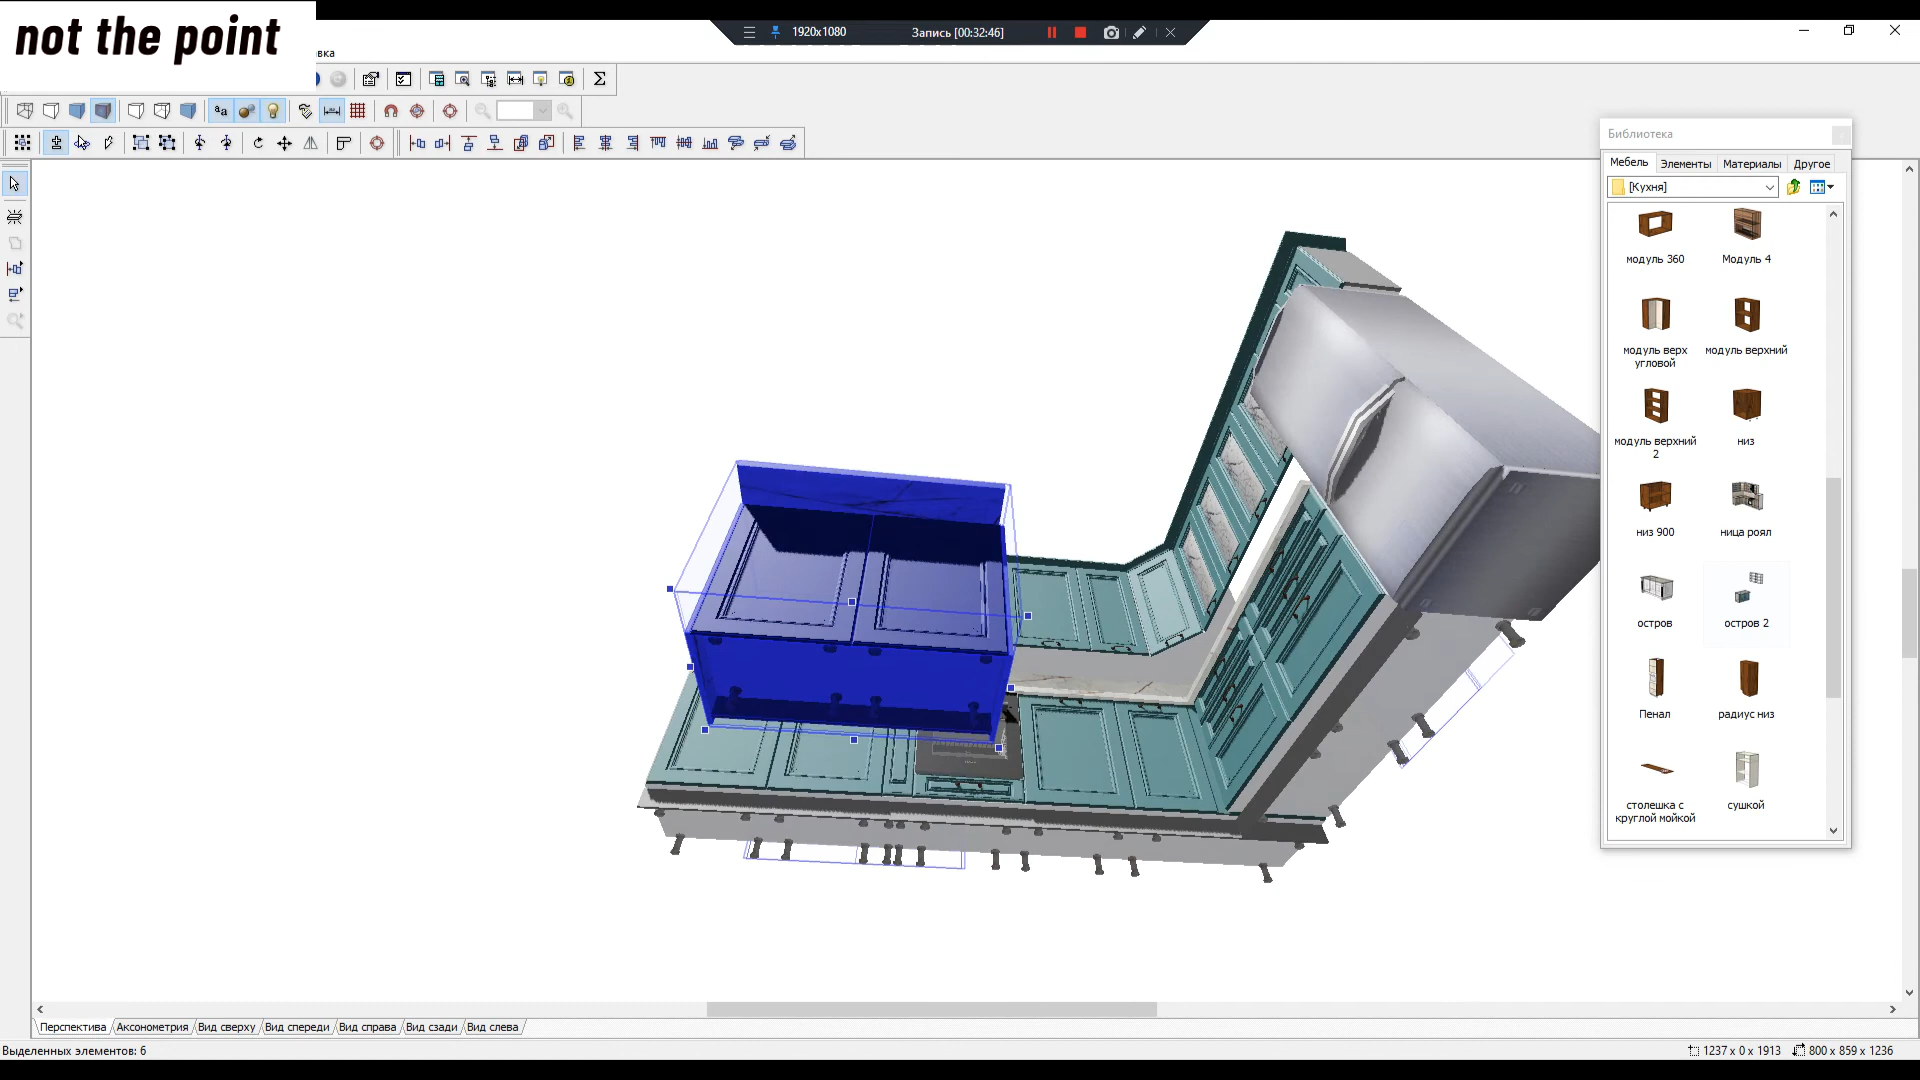 not the point
1920x1080
Запись [00:32:46]
вка
Библиотека
Мебель
Элементы
Материалы
Другое
[Кухня]
модуль 360
Модуль 4
модуль верх
угловой
модуль верхний
модуль верхний
2
низ
низ 900
ница роял
остров
остров 2
Пенал
радиус низ
столешка с
круглой мойкой
сушкой
Перспектива
Аксонометрия
Вид сверху
Вид спереди
Вид справа
Вид сзади
Вид слева
Выделенных элементов: 6
1237 x 0 x 1913
800 x 859 x 1236